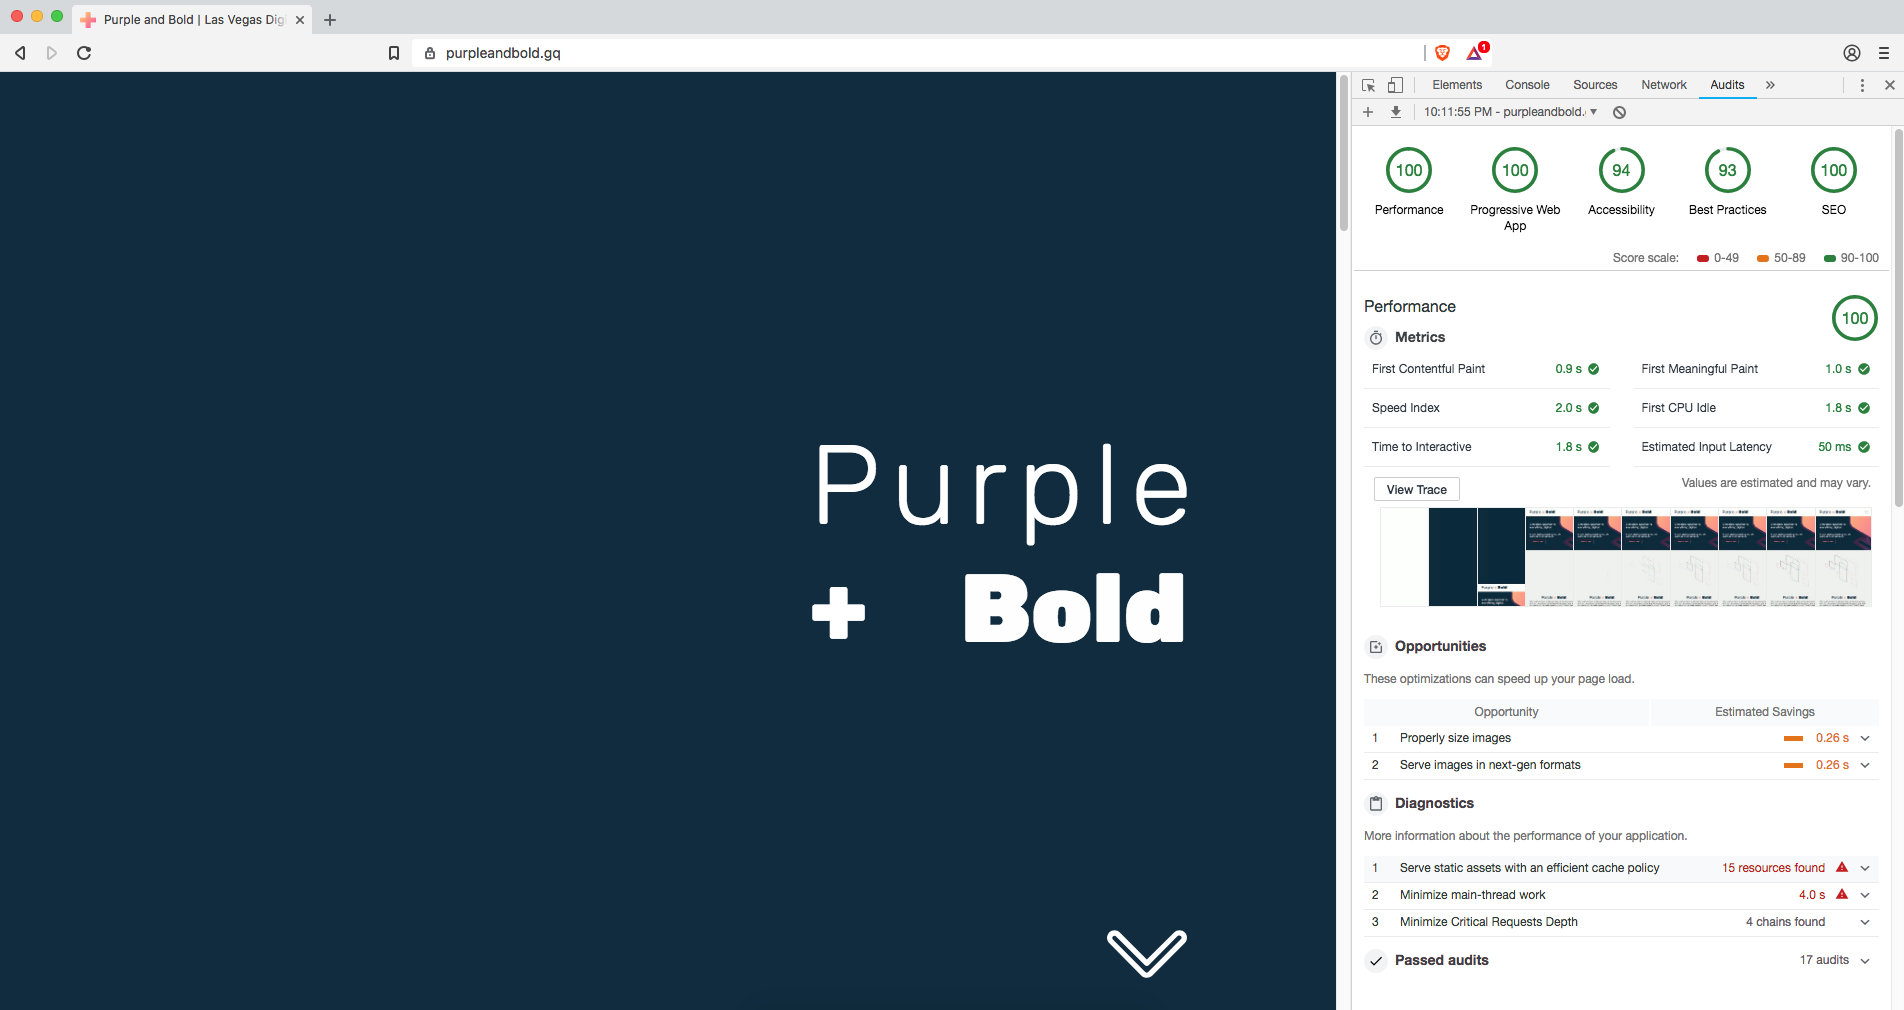 Purple and Bold | Las Vegas Dig
purpleandbold.gq
1
Purple
+ Bold
Elements Console Sources Network Audits
10:11:55 PM - purpleandbold.
100 100 94 93 100
Performance Progressive Web App Accessibility Best Practices SEO
Score scale: 0-49 50-89 90-100
Performance 100
Metrics
First Contentful Paint 0.9 s First Meaningful Paint 1.0 s
Speed Index 2.0 s First CPU Idle 1.8 s
Time to Interactive 1.8 s Estimated Input Latency 50 ms
View Trace Values are estimated and may vary.
Opportunities
These optimizations can speed up your page load.
Opportunity Estimated Savings
1 Properly size images 0.26 s
2 Serve images in next-gen formats 0.26 s
Diagnostics
More information about the performance of your application.
1 Serve static assets with an efficient cache policy 15 resources found
2 Minimize main-thread work 4.0 s
3 Minimize Critical Requests Depth 4 chains found
Passed audits 17 audits